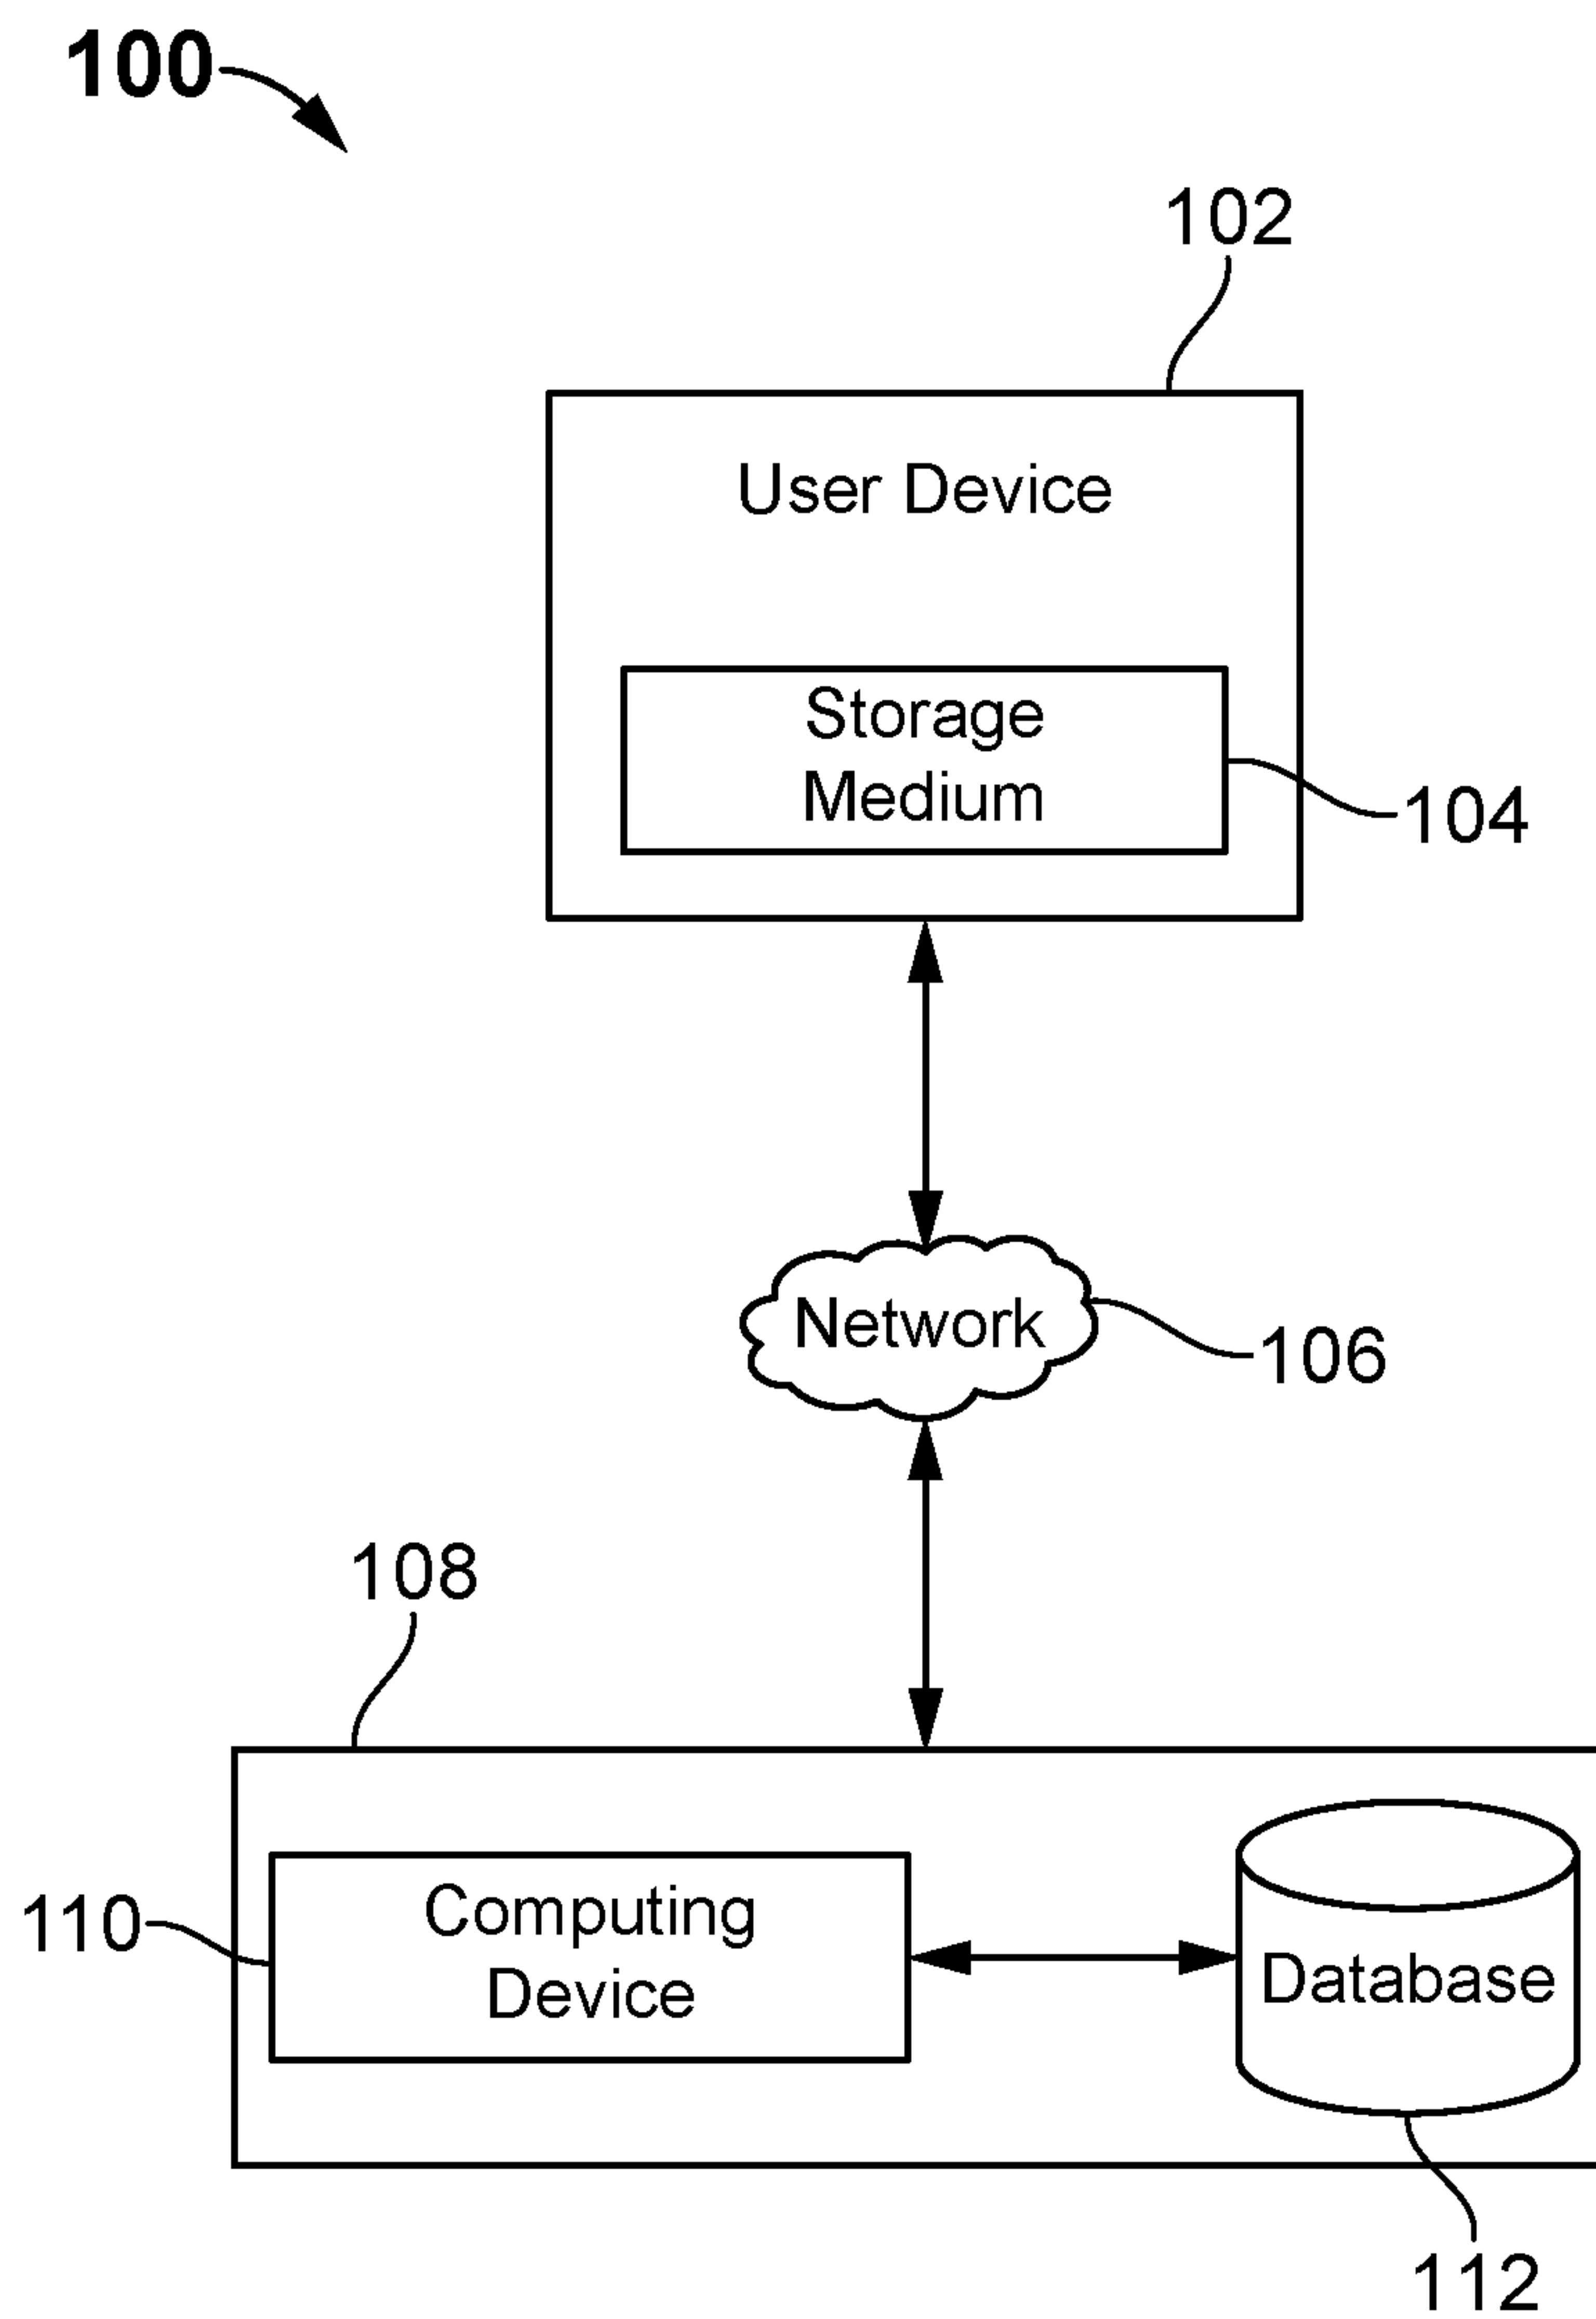 100
102
User Device
Storage
Medium
104
Network
106
108
110
Computing
Device
Database
112